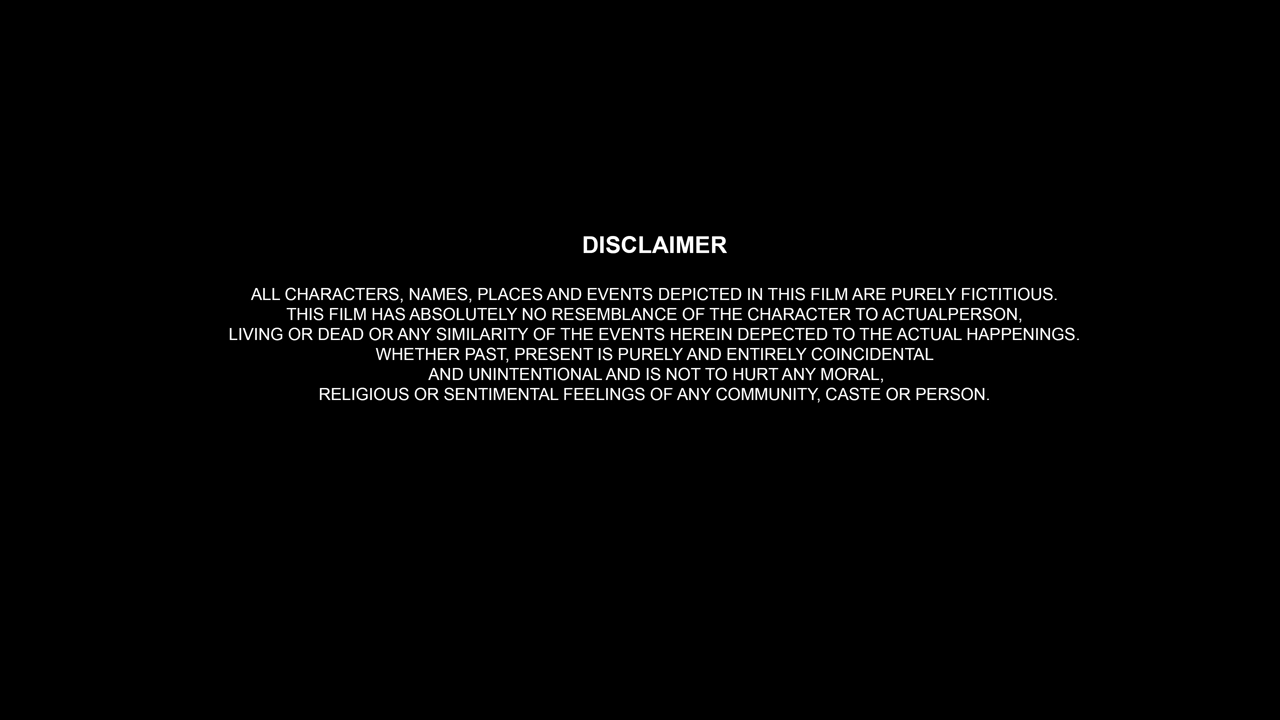 DISCLAIMER
ALL CHARACTERS, NAMES, PLACES AND EVENTS DEPICTED IN THIS FILM ARE PURELY FICTITIOUS.
THIS FILM HAS ABSOLUTELY NO RESEMBLANCE OF THE CHARACTER TO ACTUALPERSON,
LIVING OR DEAD OR ANY SIMILARITY OF THE EVENTS HEREIN DEPECTED TO THE ACTUAL HAPPENINGS.
WHETHER PAST, PRESENT IS PURELY AND ENTIRELY COINCIDENTAL
AND UNINTENTIONAL AND IS NOT TO HURT ANY MORAL,
RELIGIOUS OR SENTIMENTAL FEELINGS OF ANY COMMUNITY, CASTE OR PERSON.